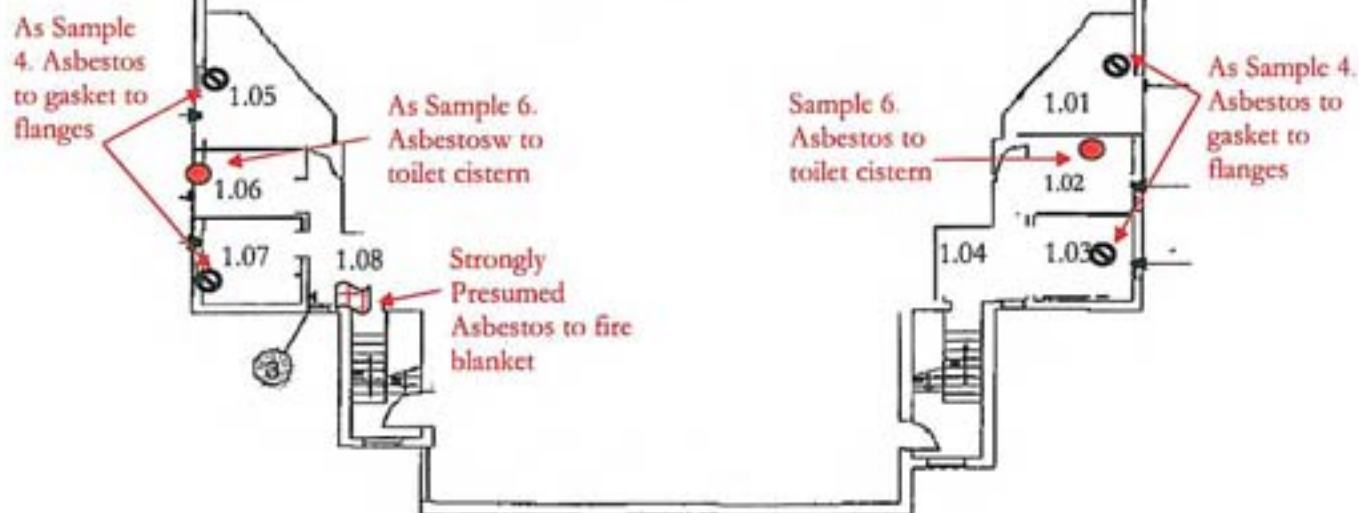 As Sample
4. Asbestos
to gasket to
flanges
1.05
As Sample 6.
Asbestosw to
toilet cistern
1.06
1.07
1.08
Strongly
Presumed
Asbestos to fire
blanket
Sample 6.
Asbestos to
toilet cistern
1.01
1.02
1.03
1.04
As Sample 4.
Asbestos to
gasket to
flanges